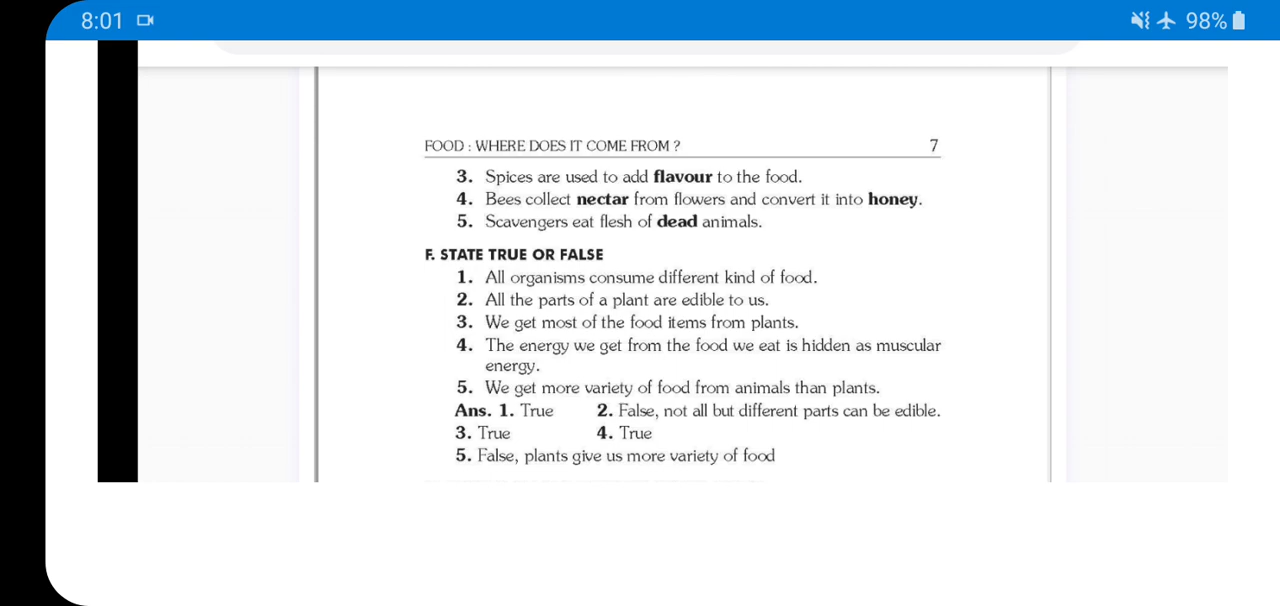 8:01 98%
FOOD : WHERE DOES IT COME FROM ? 7
3. Spices are used to add flavour to the food.
4. Bees collect nectar from flowers and convert it into honey.
5. Scavengers eat flesh of dead animals.
F. STATE TRUE OR FALSE
1. All organisms consume different kind of food.
2. All the parts of a plant are edible to us.
3. We get most of the food items from plants.
4. The energy we get from the food we eat is hidden as muscular
energy.
5. We get more variety of food from animals than plants.
Ans. 1. True 2. False, not all but different parts can be edible.
3. True 4. True
5. False, plants give us more variety of food